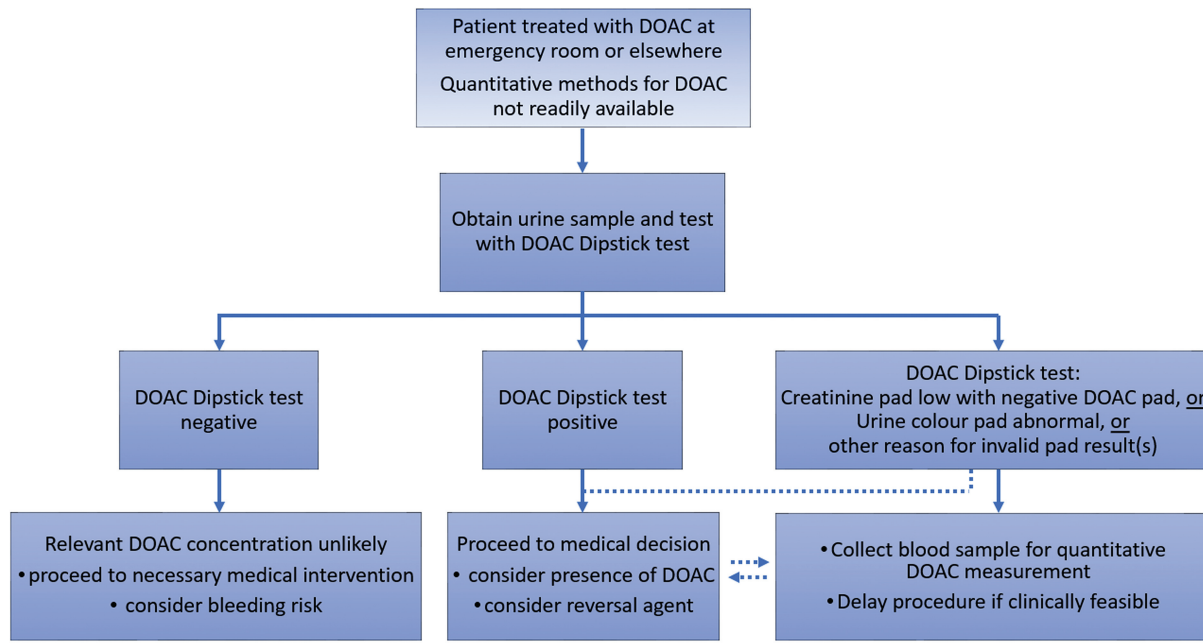 Patient treated with DOAC at
emergency room or elsewhere
Quantitative methods for DOAC
not readily available
Obtain urine sample and test
with DOAC Dipstick test
DOAC Dipstick test
negative
DOAC Dipstick test
positive
DOAC Dipstick test:
Creatinine pad low with negative DOAC pad, or
Urine colour pad abnormal, or
other reason for invalid pad result(s)
Relevant DOAC concentration unlikely
•proceed to necessary medical intervention
• consider bleeding risk
Proceed to medical decision
• consider presence of DOAC
•consider reversal agent
•Collect blood sample for quantitative
DOAC measurement
• Delay procedure if clinically feasible